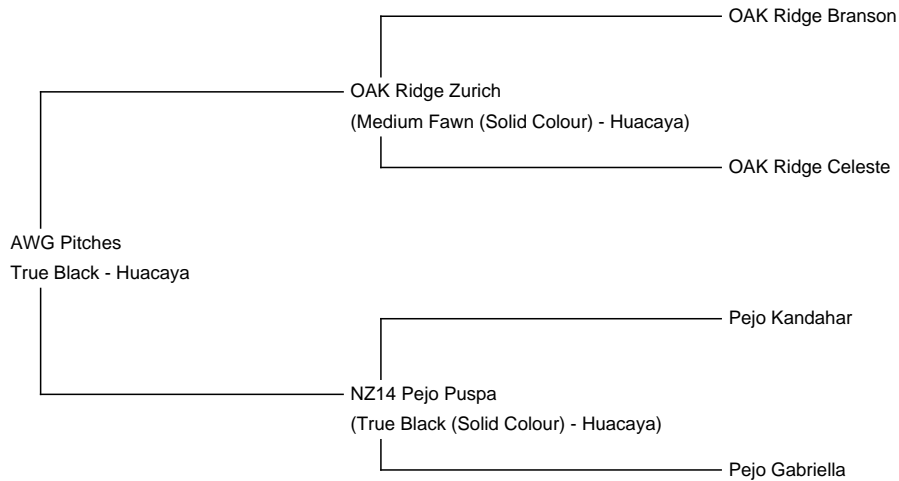 OAK Ridge Branson
OAK Ridge Zurich
(Medium Fawn (Solid Colour) - Huacaya)
OAK Ridge Celeste
AWG Pitches
True Black - Huacaya
Pejo Kandahar
NZ14 Pejo Puspa
(True Black (Solid Colour) - Huacaya)
Pejo Gabriella